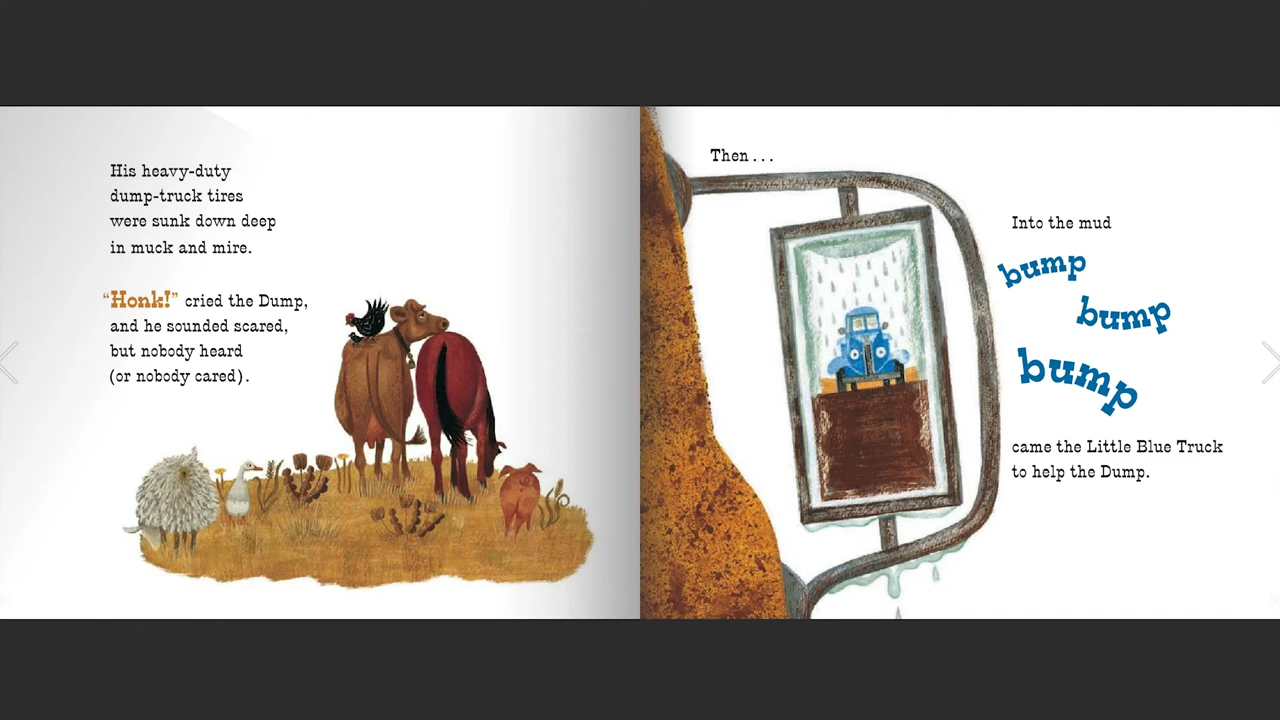 His heavy-duty
dump-truck tires
were sunk down deep
in muck and mire.
“Honk!” cried the Dump,
and he sounded scared,
but nobody heard
(or nobody cared).
Then . . .
Into the mud
bump
bump
bump
came the Little Blue Truck
to help the Dump.